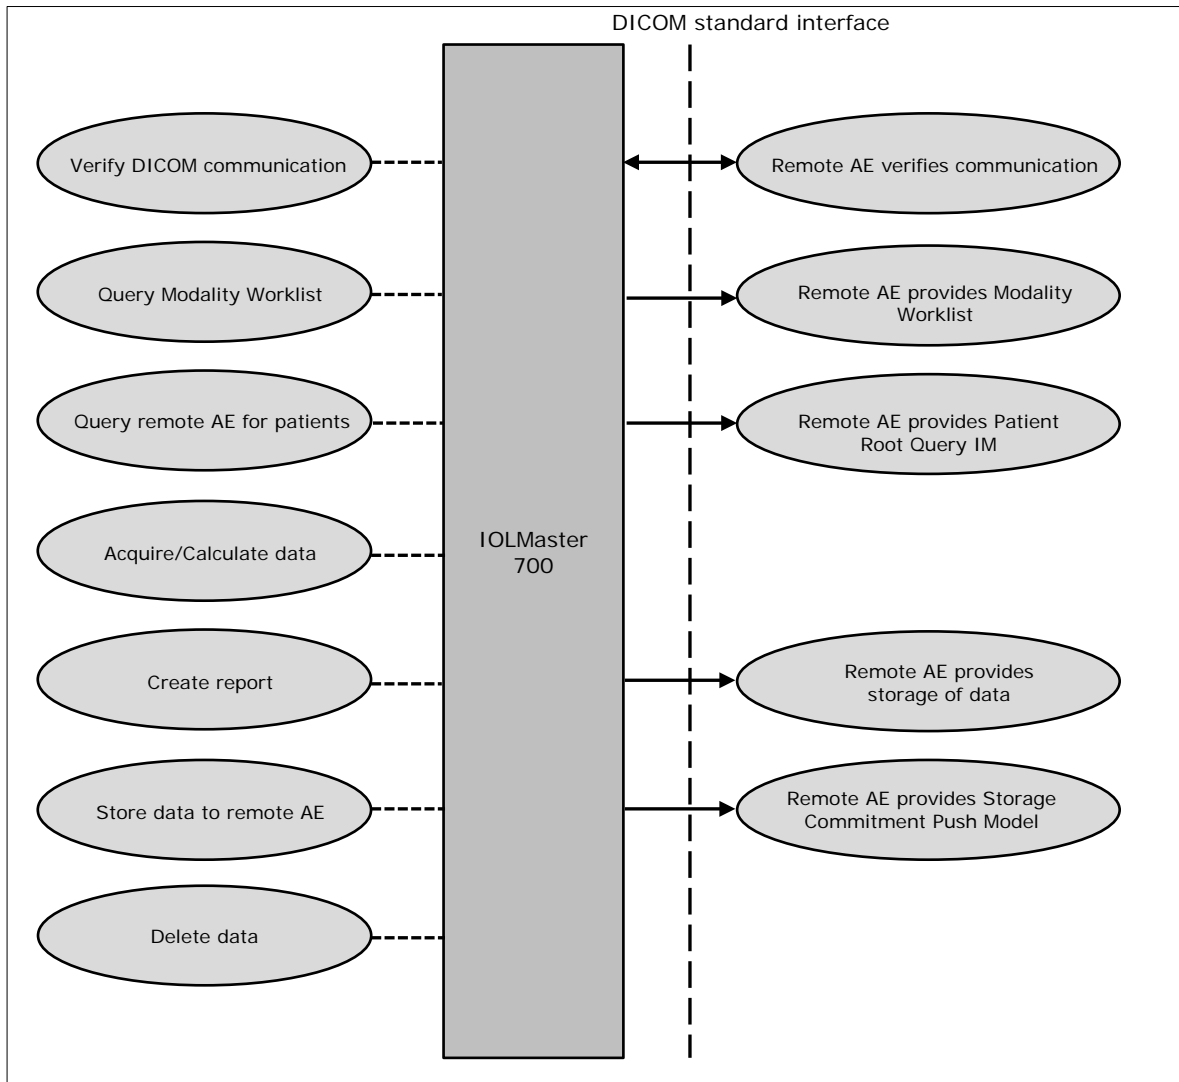 DICOM standard interface
Verify DICOM communication
Remote AE verifies communication
Query Modality Worklist
Remote AE provides Modality
Worklist
Query remote AE for patients
Remote AE provides Patient
Root Query IM
IOLMaster
700
Acquire/Calculate data
Create report
Remote AE provides
storage of data
Store data to remote AE
Remote AE provides Storage
Commitment Push Model
Delete data